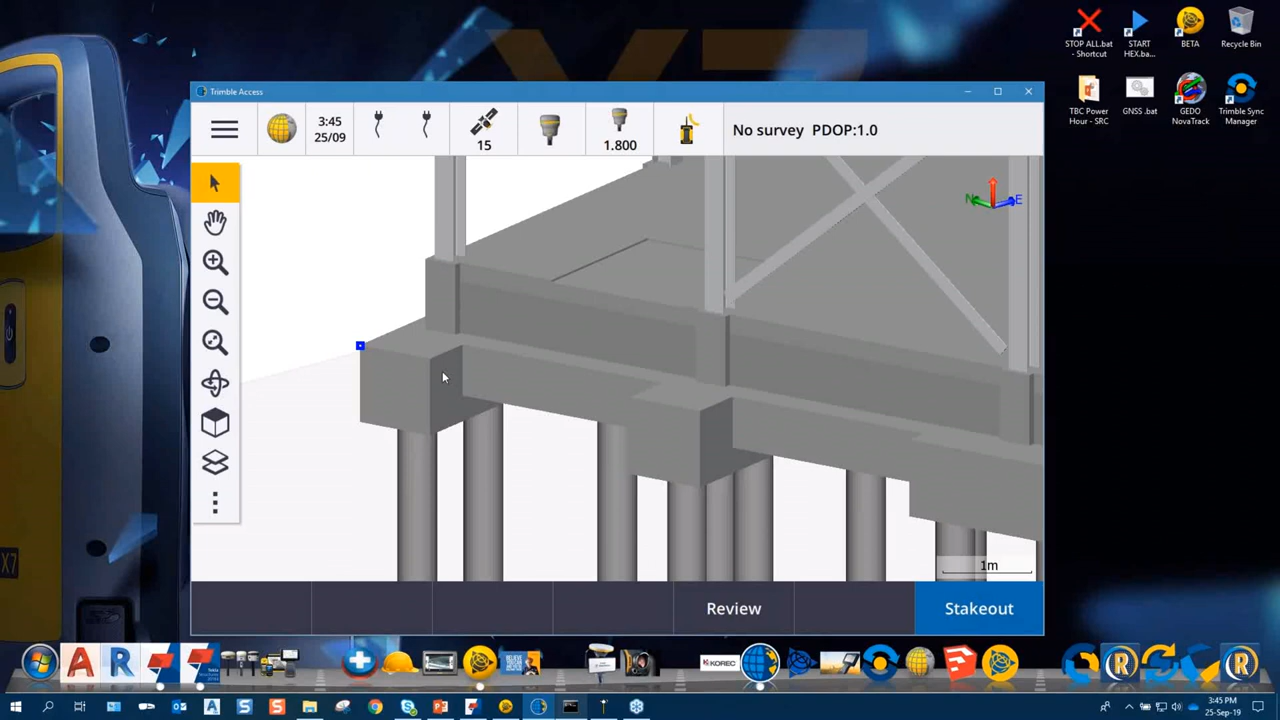 STOP ALL.bat
- Shortcut
START
HEX.ba...
BETA
Recycle Bin
TBC Power
Hour - SRC
GNSS .bat
GEDO
NovaTrack
Trimble Sync
Manager
Trimble Access
3:45
25/09
15
1.800
No survey PDOP:1.0
N
E
1m
Review
Stakeout
X7
KOREC
3:45 PM
25-Sep-19